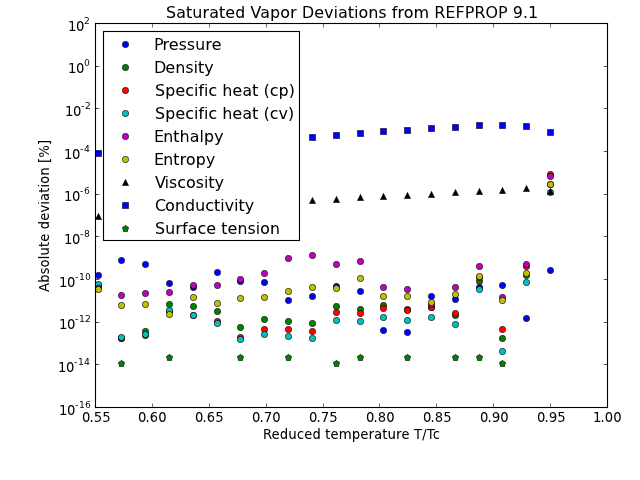 Saturated Vapor Deviations from REFPROP 9.1
Absolute deviation [%]
10^2
10^0
10^-2
10^-4
10^-6
10^-8
10^-10
10^-12
10^-14
10^-16
Pressure
Density
Specific heat (cp)
Specific heat (cv)
Enthalpy
Entropy
Viscosity
Conductivity
Surface tension
0.55 0.60 0.65 0.70 0.75 0.80 0.85 0.90 0.95 1.00
Reduced temperature T/Tc